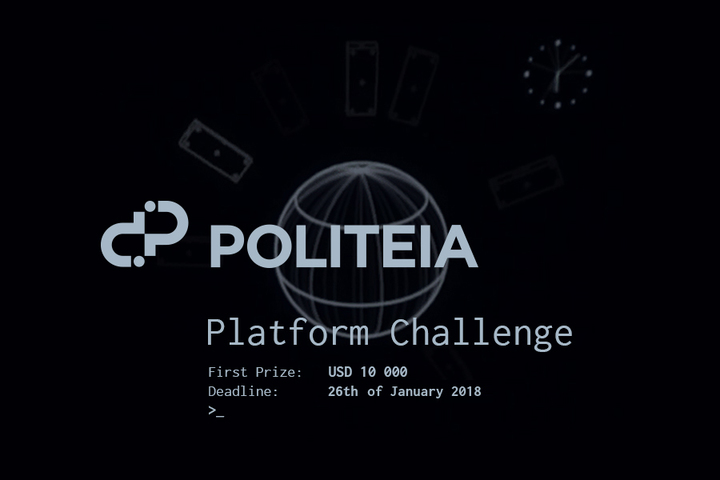 POLITEIA
Platform Challenge
First Prize: USD 10 000
Deadline: 26th of January 2018
>_